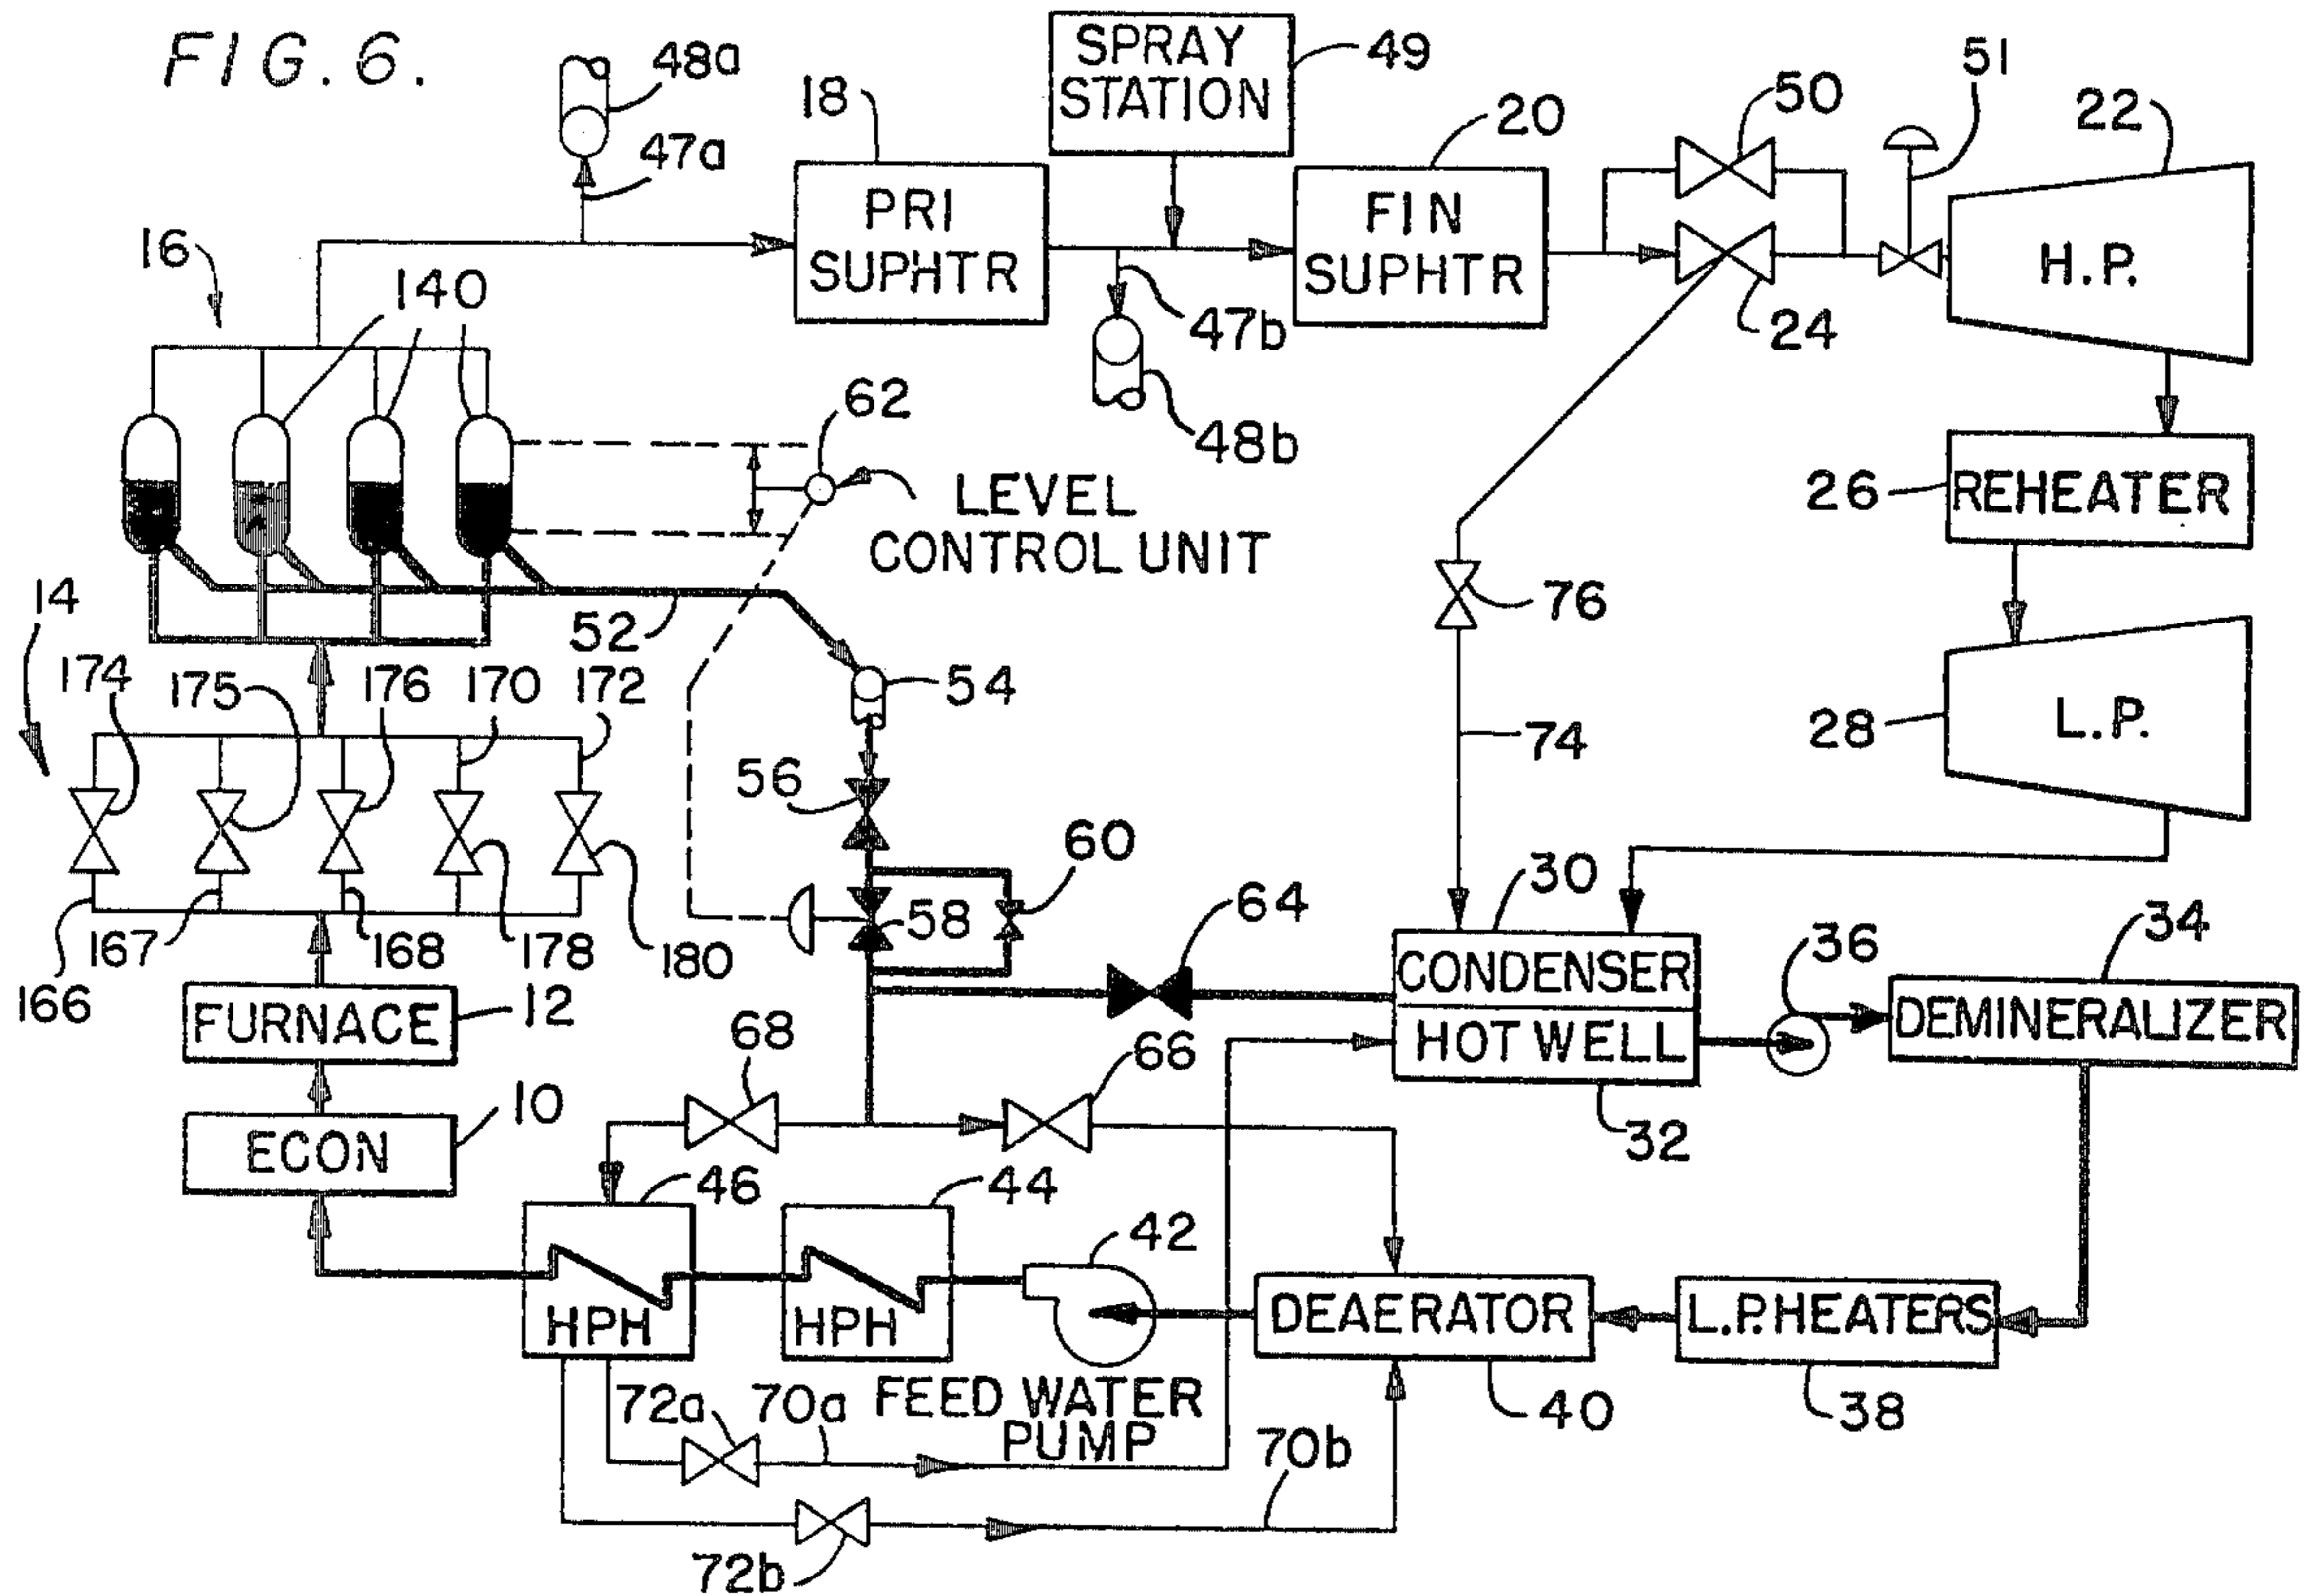 FIG. 6.
48a
47a
18
SPRAY
STATION
49
20
50
51
22
PRI
SUPHTR
FIN
SUPHTR
H.P.
16
140
47b
24
48b
62
LEVEL
CONTROL UNIT
26
REHEATER
14
52
76
174
175
176
170
172
54
74
28
L.P.
56
60
58
64
30
34
36
166
167
168
178
180
CONDENSER
HOT WELL
DEMINERALIZER
FURNACE
12
68
66
32
ECON
10
46
44
42
HPH
HPH
DEAERATOR
L.P. HEATERS
FEED WATER
PUMP
40
38
72a
70a
70b
72b